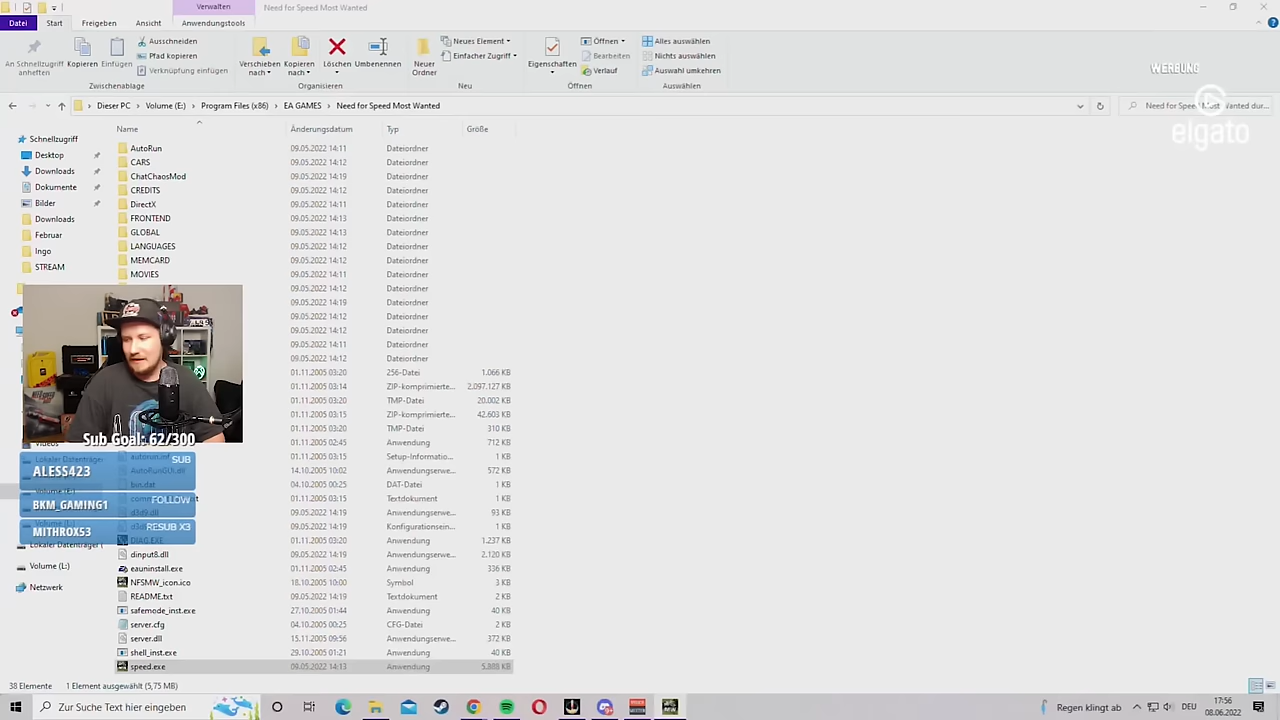 Verwalten
Need for Speed Most Wanted
Datei
Start
Freigeben
Ansicht
Anwendungstools
An Schnellzugriff
anheften
Kopieren
Einfügen
Ausschneiden
Pfad kopieren
Verknüpfung einfügen
Zwischenablage
Verschieben
nach
Kopieren
nach
Löschen
Umbenennen
Organisieren
Neuer
Ordner
Neues Element
Einfacher Zugriff
Neu
Eigenschaften
Öffnen
Bearbeiten
Verlauf
Öffnen
Alles auswählen
Nichts auswählen
Auswahl umkehren
Auswählen
WERBUNG
elgato
Dieser PC
Volume (E:)
Program Files (x86)
EA GAMES
Need for Speed Most Wanted
Need for Speed Most Wanted dur...
Name
Änderungsdatum
Typ
Größe
Schnellzugriff
Desktop
Downloads
Dokumente
Bilder
Downloads
Februar
Ingo
STREAM
AutoRun 09.05.2022 14:11 Dateiordner
CARS 09.05.2022 14:12 Dateiordner
ChatChaosMod 09.05.2022 14:19 Dateiordner
CREDITS 09.05.2022 14:12 Dateiordner
DirectX 09.05.2022 14:11 Dateiordner
FRONTEND 09.05.2022 14:13 Dateiordner
GLOBAL 09.05.2022 14:12 Dateiordner
LANGUAGES 09.05.2022 14:12 Dateiordner
MEMCARD 09.05.2022 14:12 Dateiordner
MOVIES 09.05.2022 14:11 Dateiordner
09.05.2022 14:12 Dateiordner
09.05.2022 14:19 Dateiordner
09.05.2022 14:12 Dateiordner
09.05.2022 14:12 Dateiordner
09.05.2022 14:11 Dateiordner
09.05.2022 14:12 Dateiordner
01.11.2005 03:20 256-Datei 1.066 KB
01.11.2005 03:14 ZIP-komprimierte... 2.097.127 KB
01.11.2005 03:20 TMP-Datei 20.002 KB
01.11.2005 03:15 ZIP-komprimierte... 42.603 KB
01.11.2005 03:20 TMP-Datei 310 KB
01.11.2005 02:45 Anwendung 712 KB
01.11.2005 03:15 Setup-Informatio... 1 KB
AutoRunGUI.dll 14.10.2005 10:02 Anwendungserwe... 572 KB
bin.dat 04.10.2005 00:25 DAT-Datei 1 KB
01.11.2005 03:15 Textdokument 1 KB
d3d9.dll 09.05.2022 14:19 Anwendungserwe... 93 KB
09.05.2022 14:19 Konfigurationsein... 1 KB
DIAG.EXE 01.11.2005 03:20 Anwendung 1.237 KB
dinput8.dll 09.05.2022 14:19 Anwendungserwe... 2.120 KB
eauninstall.exe 01.11.2005 02:45 Anwendung 336 KB
NFSMW_icon.ico 18.10.2005 10:00 Symbol 3 KB
README.txt 09.05.2022 14:19 Textdokument 2 KB
safemode_inst.exe 27.10.2005 01:44 Anwendung 40 KB
server.cfg 04.10.2005 00:25 CFG-Datei 2 KB
server.dll 15.11.2005 09:56 Anwendungserwe... 372 KB
shell_inst.exe 29.10.2005 01:21 Anwendung 40 KB
speed.exe 09.05.2022 14:13 Anwendung 5.888 KB
Sub Goal: 62/300
SUB
ALESS423
FOLLOW
BKM_GAMING1
RESUB X3
MITHROX53
Volume (L:)
Netzwerk
38 Elemente
1 Element ausgewählt (5,75 MB)
Zur Suche Text hier eingeben
Regen klingt ab
DEU
17:56
08.06.2022